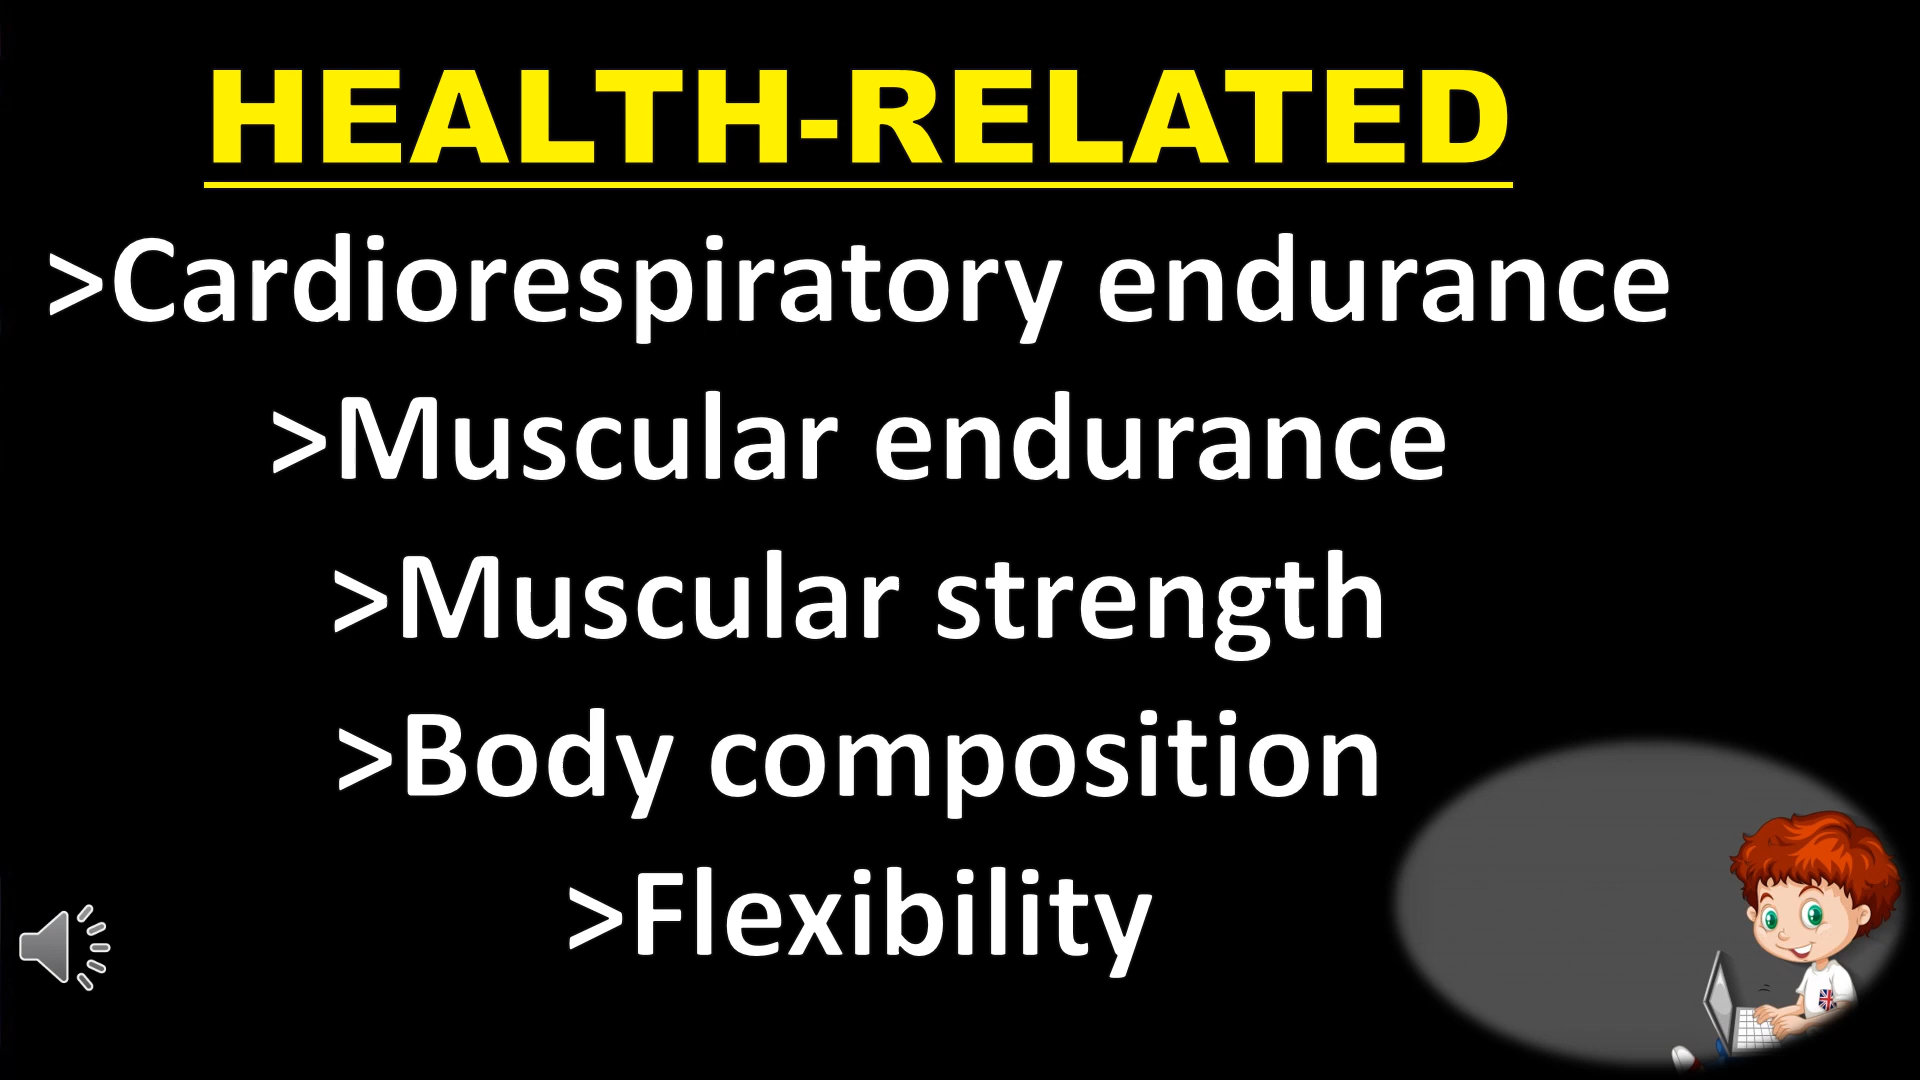 HEALTH-RELATED
>Cardiorespiratory endurance
>Muscular endurance
>Muscular strength
>Body composition
>Flexibility